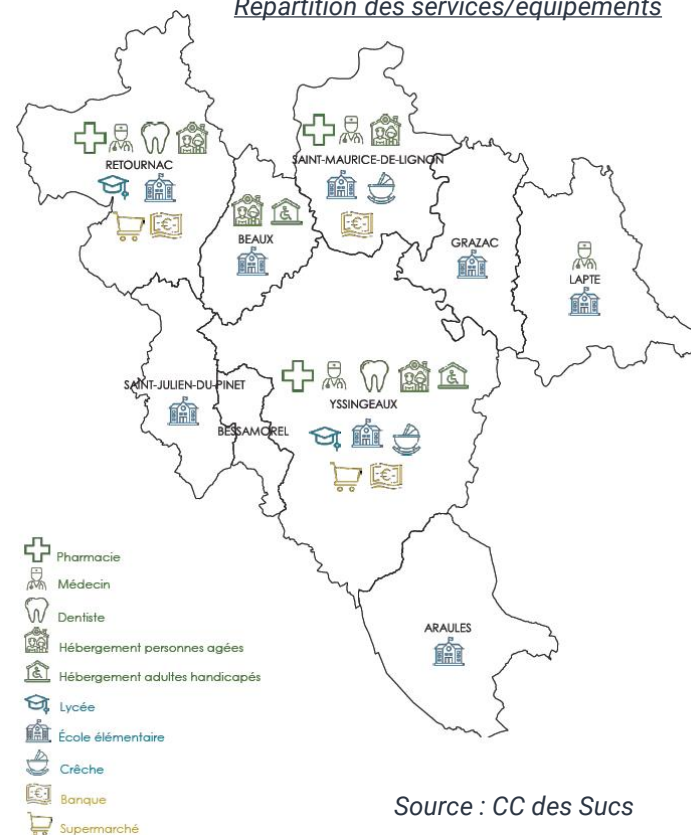 Répartition des services/équipements
RETOURNAC
SAINT-MAURICE-DE-LIGNON
BEAUX
GRAZAC
LAPTE
SAINT-JULIEN-DU-PINET
BESSAMOREL
YSSINGEAUX
ARAULES
Pharmacie
Médecin
Dentiste
Hébergement personnes agées
Hébergement adultes handicapés
Lycée
École élémentaire
Crêche
Banque
Supermarché
Source : CC des Sucs